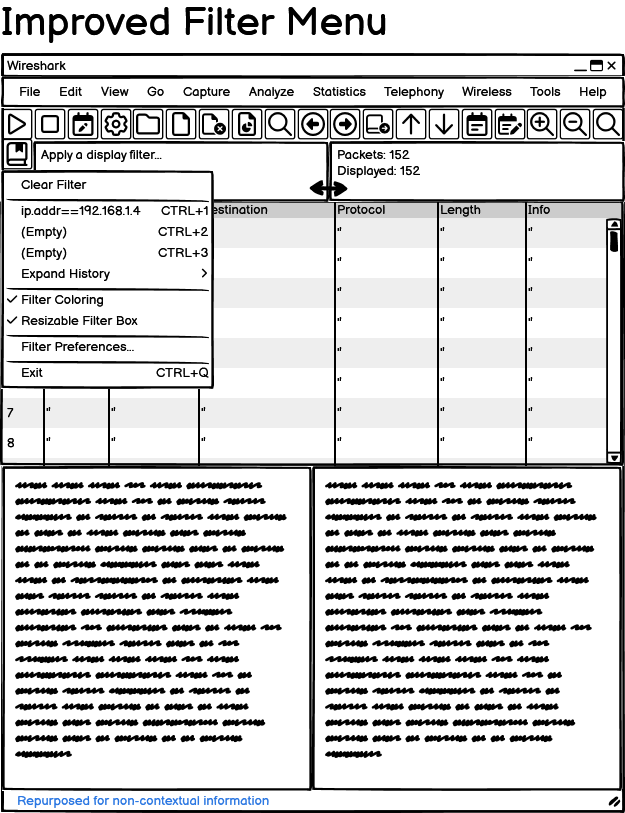 Improved Filter Menu
Wireshark
File Edit View Go Capture Analyze Statistics Telephony Wireless Tools Help
Apply a display filter...
Packets: 152
Displayed: 152
Clear Filter
ip.addr==192.168.1.4 CTRL+1
(Empty) CTRL+2
(Empty) CTRL+3
Expand History >
✓ Filter Coloring
✓ Resizable Filter Box
Filter Preferences...
Exit CTRL+Q
estination Protocol Length Info
" " "
" " "
" " "
" " "
" " "
" " "
7 " " " " " "
8 " " " " " "
Repurposed for non-contextual information